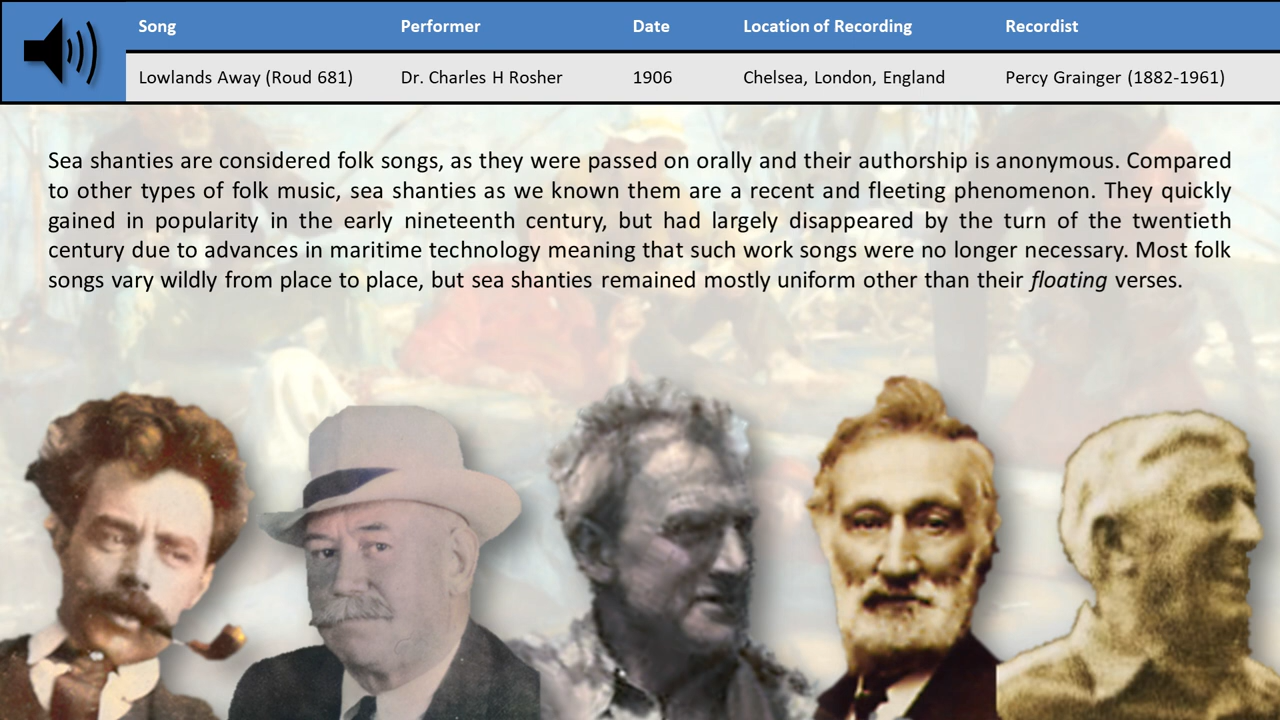 Song Performer Date Location of Recording Recordist
Lowlands Away (Roud 681) Dr. Charles H Rosher 1906 Chelsea, London, England Percy Grainger (1882-1961)
Sea shanties are considered folk songs, as they were passed on orally and their authorship is anonymous. Compared
to other types of folk music, sea shanties as we known them are a recent and fleeting phenomenon. They quickly
gained in popularity in the early nineteenth century, but had largely disappeared by the turn of the twentieth
century due to advances in maritime technology meaning that such work songs were no longer necessary. Most folk
songs vary wildly from place to place, but sea shanties remained mostly uniform other than their floating verses.